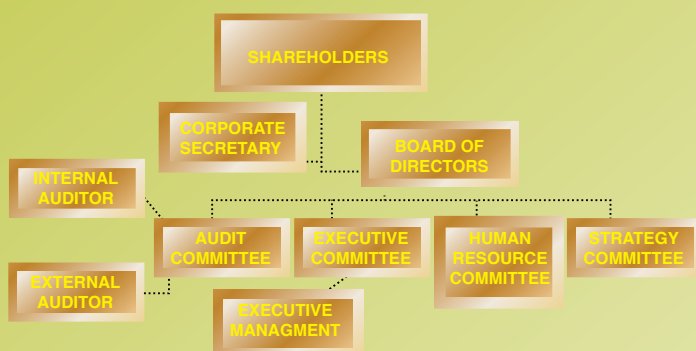 SHAREHOLDERS
CORPORATE
SECRETARY
BOARD OF
DIRECTORS
INTERNAL
AUDITOR
AUDIT
COMMITTEE
EXECUTIVE
COMMITTEE
HUMAN
RESOURCE
COMMITTEE
STRATEGY
COMMITTEE
EXTERNAL
AUDITOR
EXECUTIVE
MANAGMENT